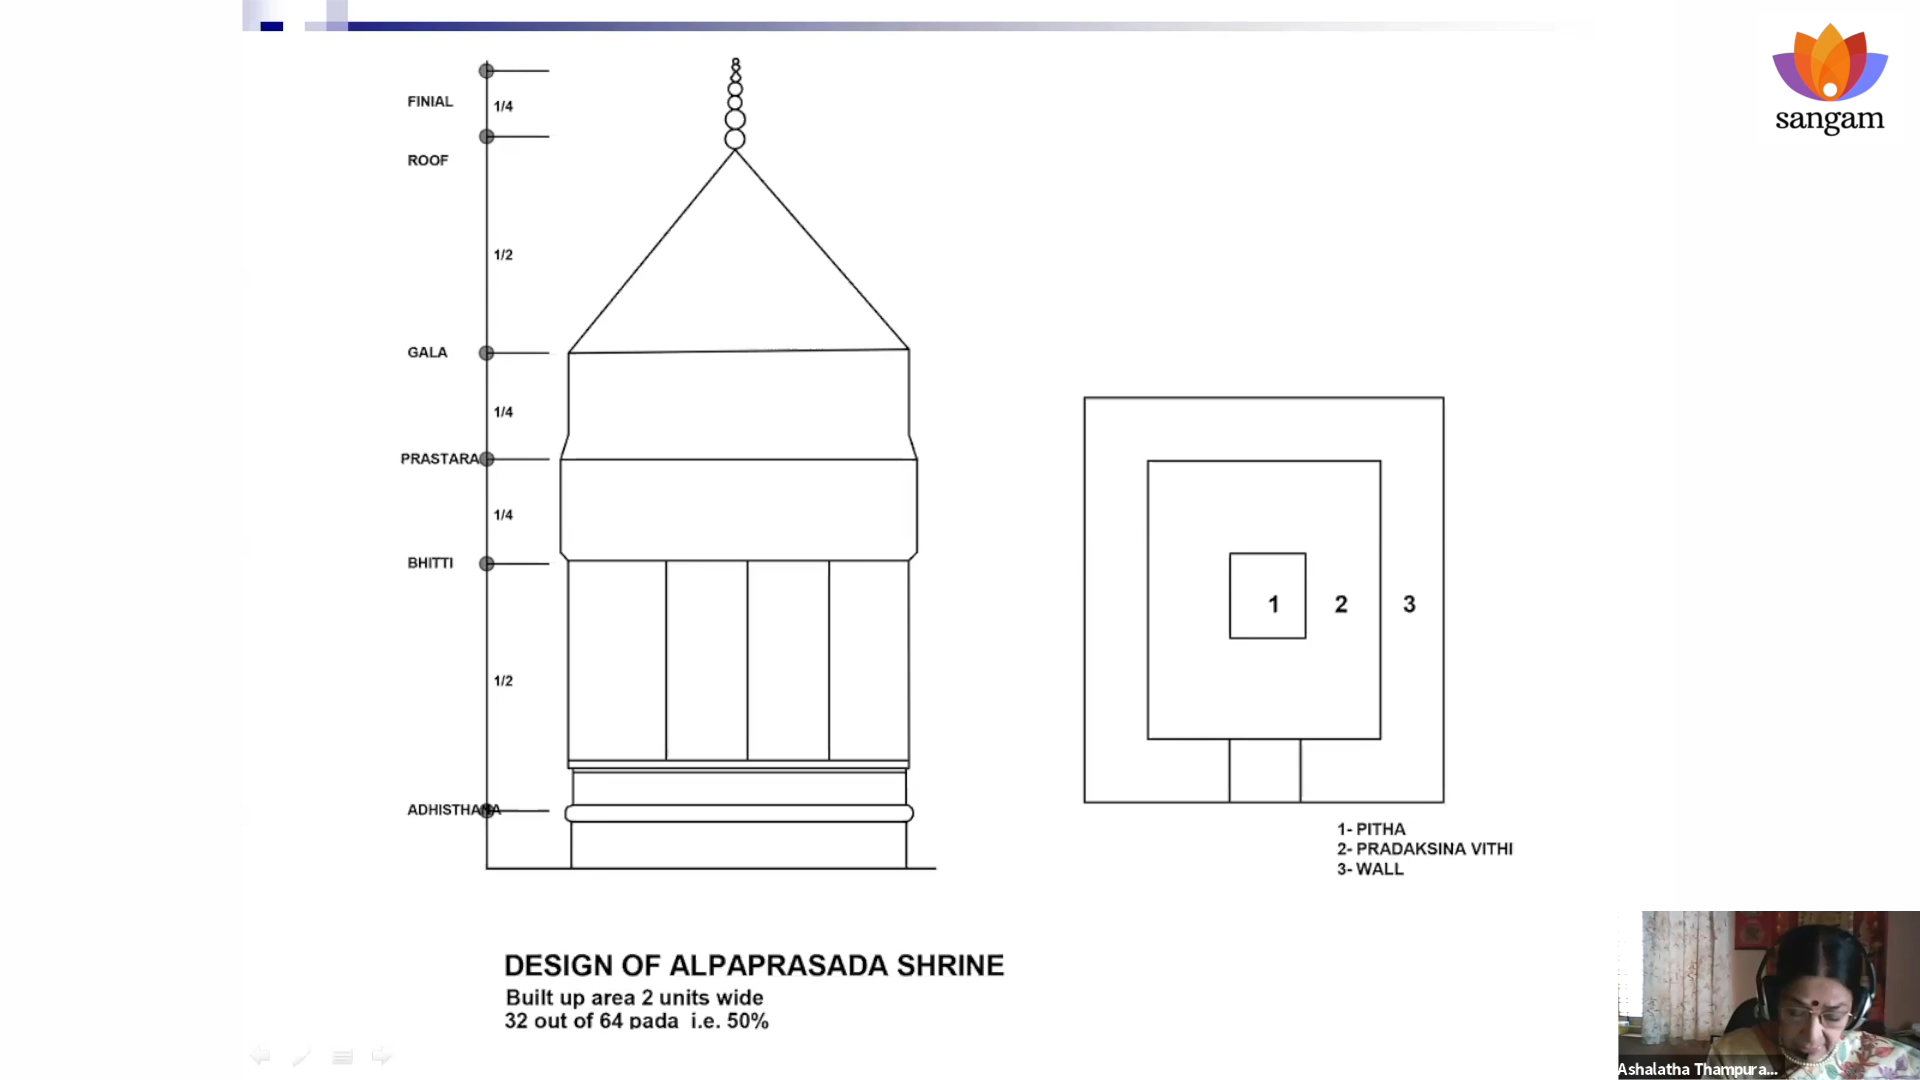 sangam
FINIAL
1/4
ROOF
1/2
GALA
1/4
PRASTARA
1/4
BHITTI
1/2
ADHISTHANA
1
2
3
1- PITHA
2- PRADAKSINA VITHI
3- WALL
DESIGN OF ALPAPRASADA SHRINE
Built up area 2 units wide
32 out of 64 pada i.e. 50%
Ashalatha Thampura...